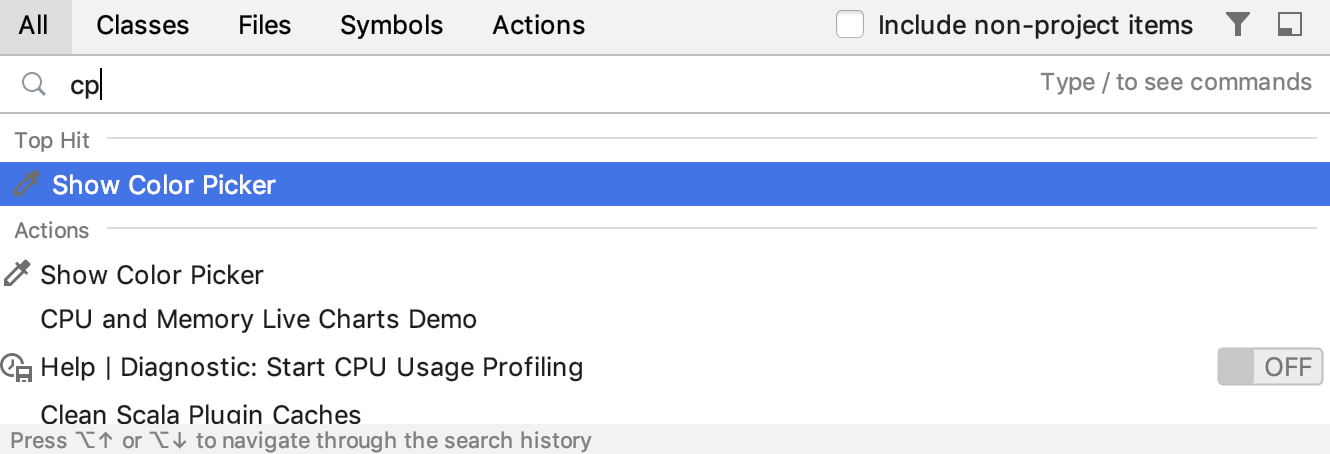 All Classes Files Symbols Actions Include non-project items
cp Type / to see commands
Top Hit
Show Color Picker
Actions
Show Color Picker
CPU and Memory Live Charts Demo
Help | Diagnostic: Start CPU Usage Profiling OFF
Clean Scala Plugin Caches
Press ⌥↑ or ⌥↓ to navigate through the search history